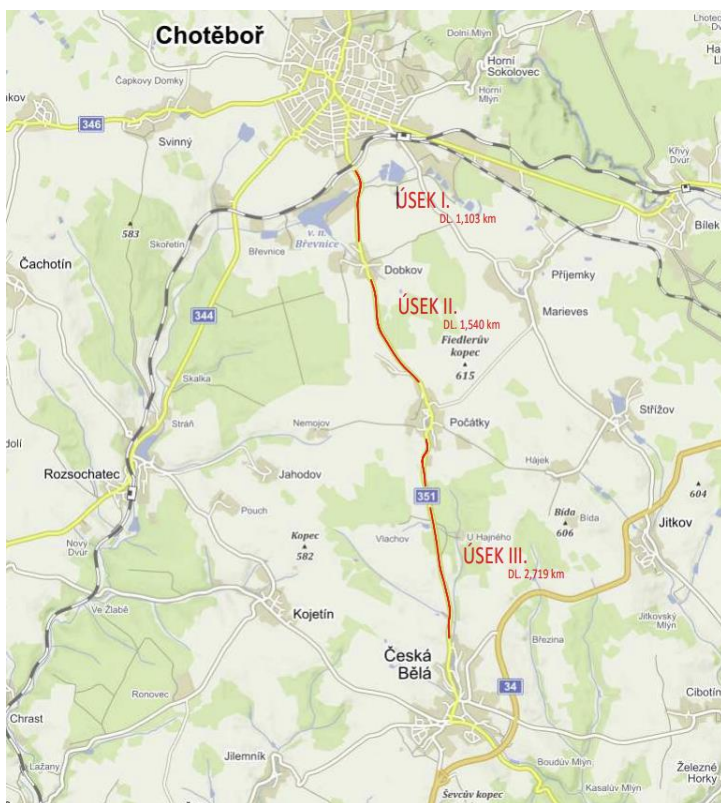 Chotěboř
Dolní Mlýn
Horní
Sokolovec
Čapkovy Domky
Horní
Mlýn
346
Svinný
Křivý
Dvůr
ÚSEK I.
DL. 1,103 km
583
Skořetín
v. n.
Břevnice
Břevnice
Bílek
Čachotín
Dobkov
Příjemky
ÚSEK II.
DL. 1,540 km
Marieves
344
Fiedlerův
kopec
615
Skalka
Stráň
Nemojov
Počátky
Střížov
Hájek
Rozsochatec
Jahodov
351
604
Pouch
Bída
606
Bída
Jitkov
Nový
Dvůr
Kopec
582
Vlachov
U Hajného
ÚSEK III.
DL. 2,719 km
Ve Žlabě
Kojetín
Jitkovský
Mlýn
Česká
Bělá
Březina
34
Ronovec
Cibotín
Chrast
Lažany
Jilemník
Boudův Mlýn
Kasalův Mlýn
Železné
Horky
Ševcův kopec